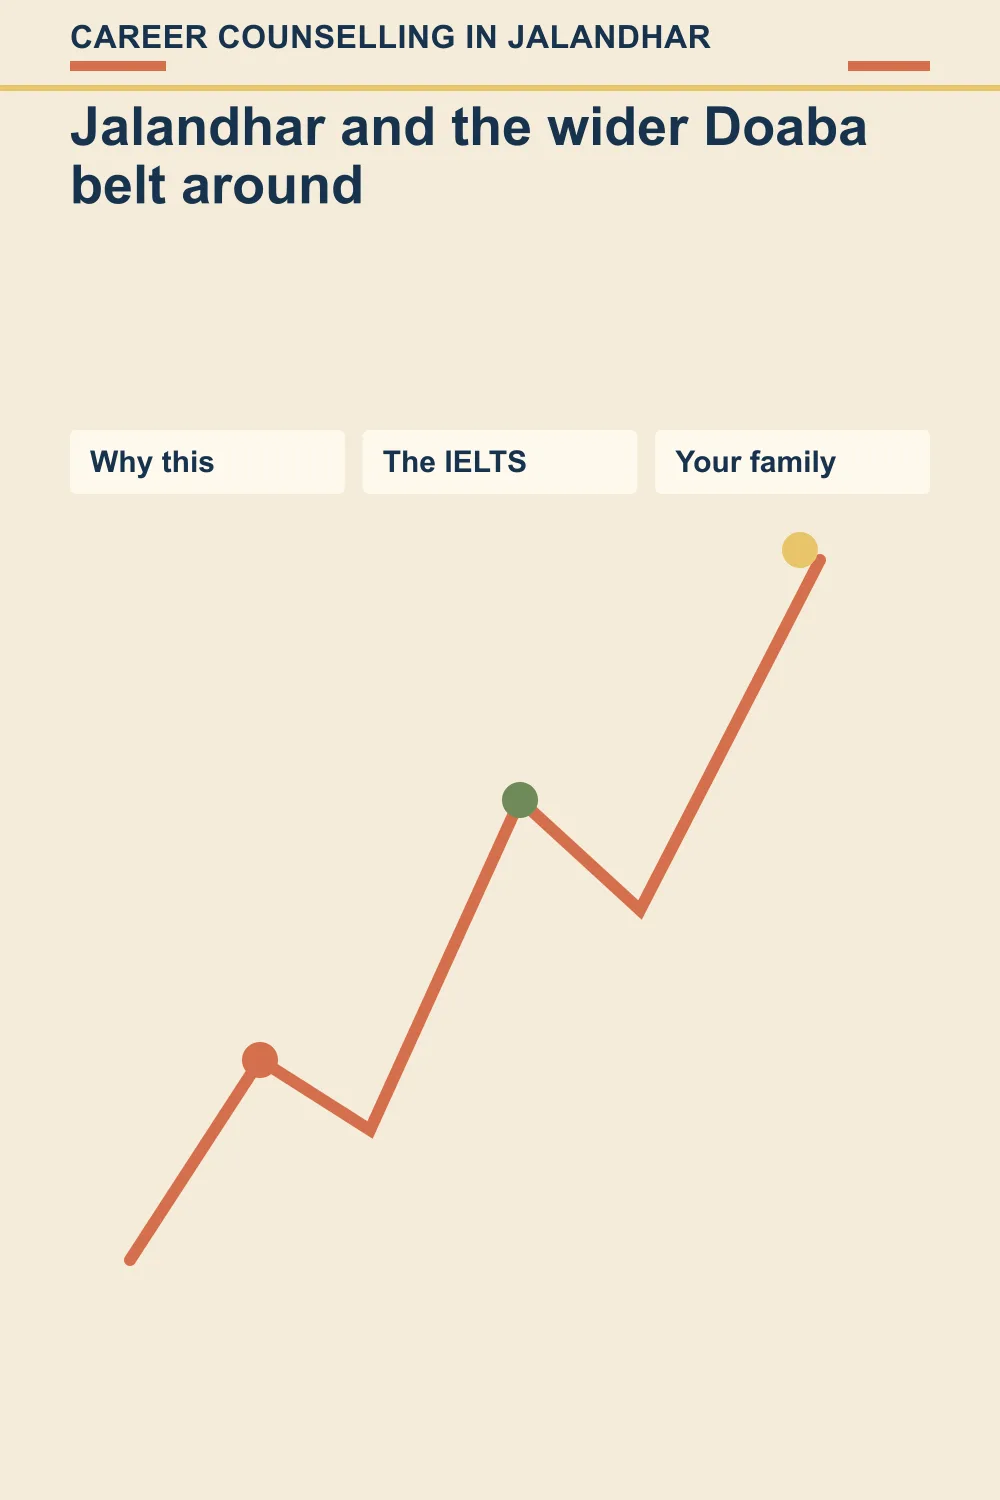 CAREER COUNSELLING IN JALANDHAR
Jalandhar and the wider Doaba
belt around
Why this
The IELTS
Your family